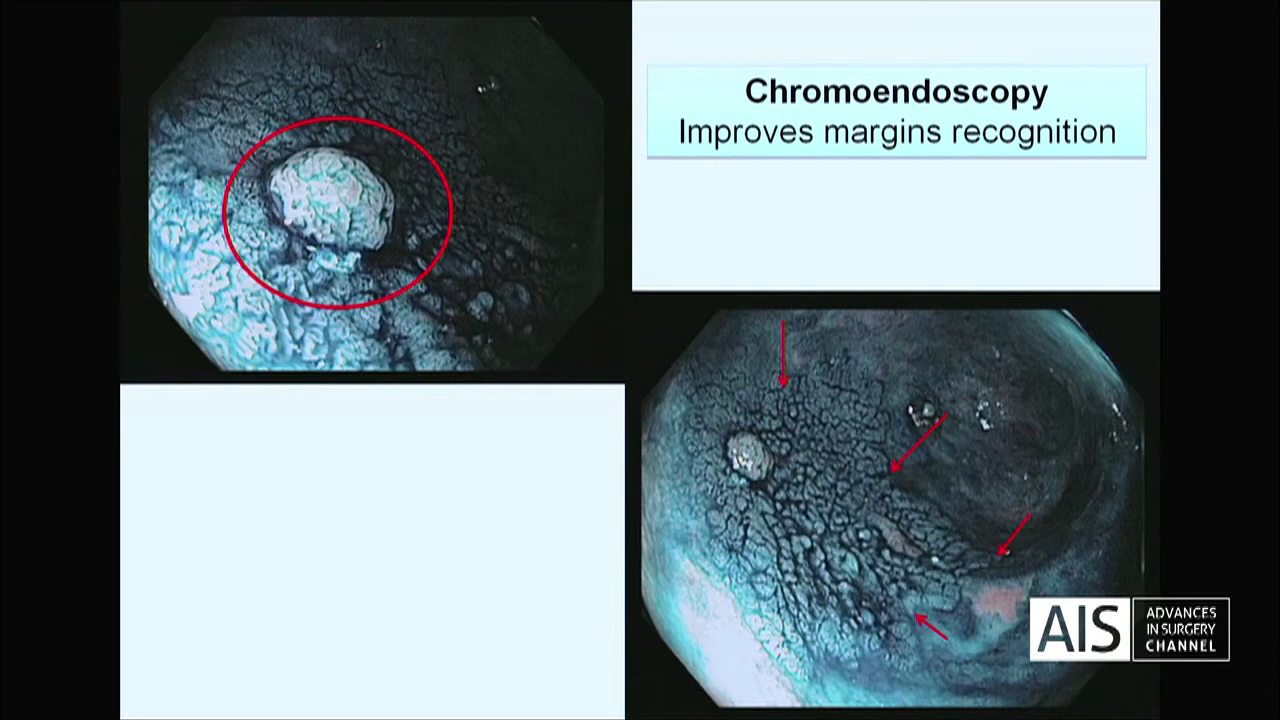 Chromoendoscopy
Improves margins recognition
AIS
ADVANCES
IN SURGERY
CHANNEL